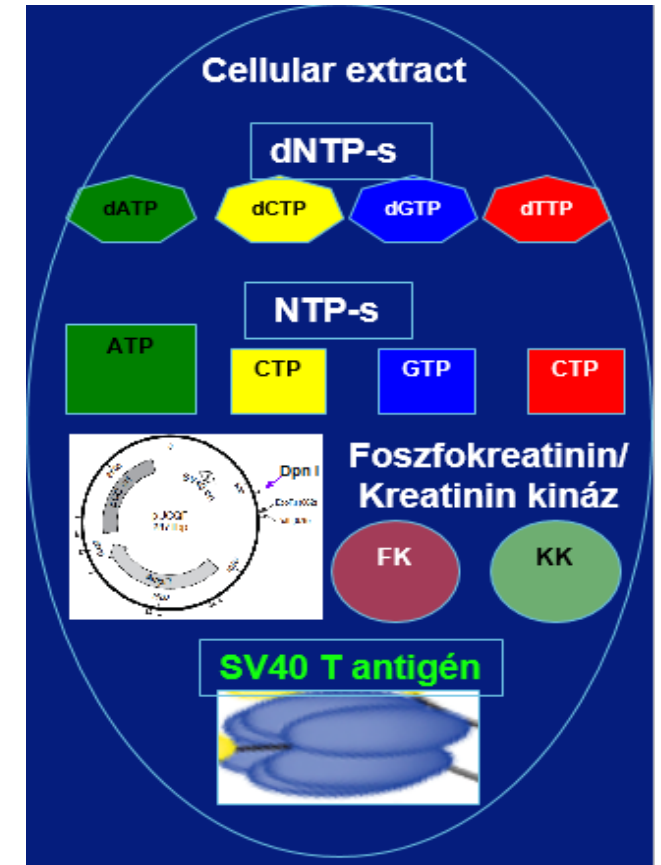 Cellular extract
dNTP-s
dATP dCTP dGTP dTTP
NTP-s
ATP CTP GTP CTP
Dpn I
Foszfokreatinin/
Kreatinin kináz
FK KK
SV40 T antigén